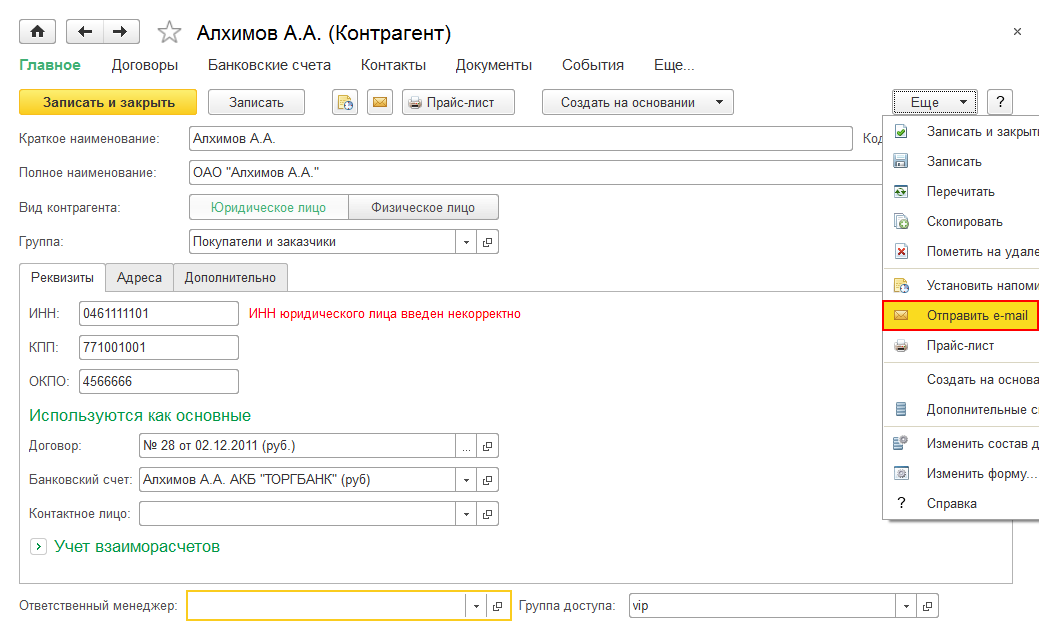 Алхимов А.А. (Контрагент)
Главное Договоры Банковские счета Контакты Документы События Еще...
Записать и закрыть Записать Прайс-лист Создать на основании Еще ?
Краткое наименование: Алхимов А.А. Код
Полное наименование: ОАО "Алхимов А.А."
Вид контрагента: Юридическое лицо Физическое лицо
Группа: Покупатели и заказчики
Реквизиты Адреса Дополнительно
ИНН: 0461111101 ИНН юридического лица введен некорректно
КПП: 771001001
ОКПО: 4566666
Используются как основные
Договор: № 28 от 02.12.2011 (руб.) ...
Банковский счет: Алхимов А.А. АКБ "ТОРГБАНК" (руб)
Контактное лицо:
Учет взаиморасчетов
Ответственный менеджер: Группа доступа: vip
Записать и закрыт
Записать
Перечитать
Скопировать
Пометить на удале
Установить напоми
Отправить e-mail
Прайс-лист
Создать на основа
Дополнительные с
Изменить состав д
Изменить форму...
? Справка